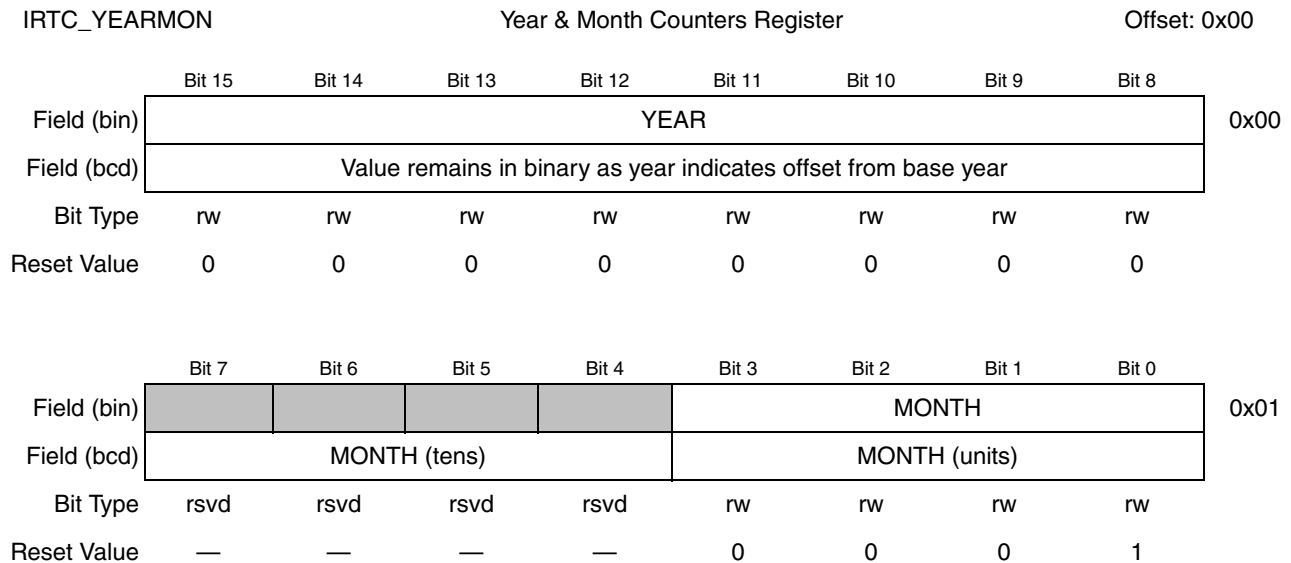 IRTC_YEARMON Year & Month Counters Register Offset: 0x00
Bit 15 Bit 14 Bit 13 Bit 12 Bit 11 Bit 10 Bit 9 Bit 8
Field (bin) YEAR 0x00
Field (bcd) Value remains in binary as year indicates offset from base year
Bit Type rw rw rw rw rw rw rw rw
Reset Value 0 0 0 0 0 0 0 0
Bit 7 Bit 6 Bit 5 Bit 4 Bit 3 Bit 2 Bit 1 Bit 0
Field (bin) MONTH 0x01
Field (bcd) MONTH (tens) MONTH (units)
Bit Type rsvd rsvd rsvd rsvd rw rw rw rw
Reset Value — — — — 0 0 0 1